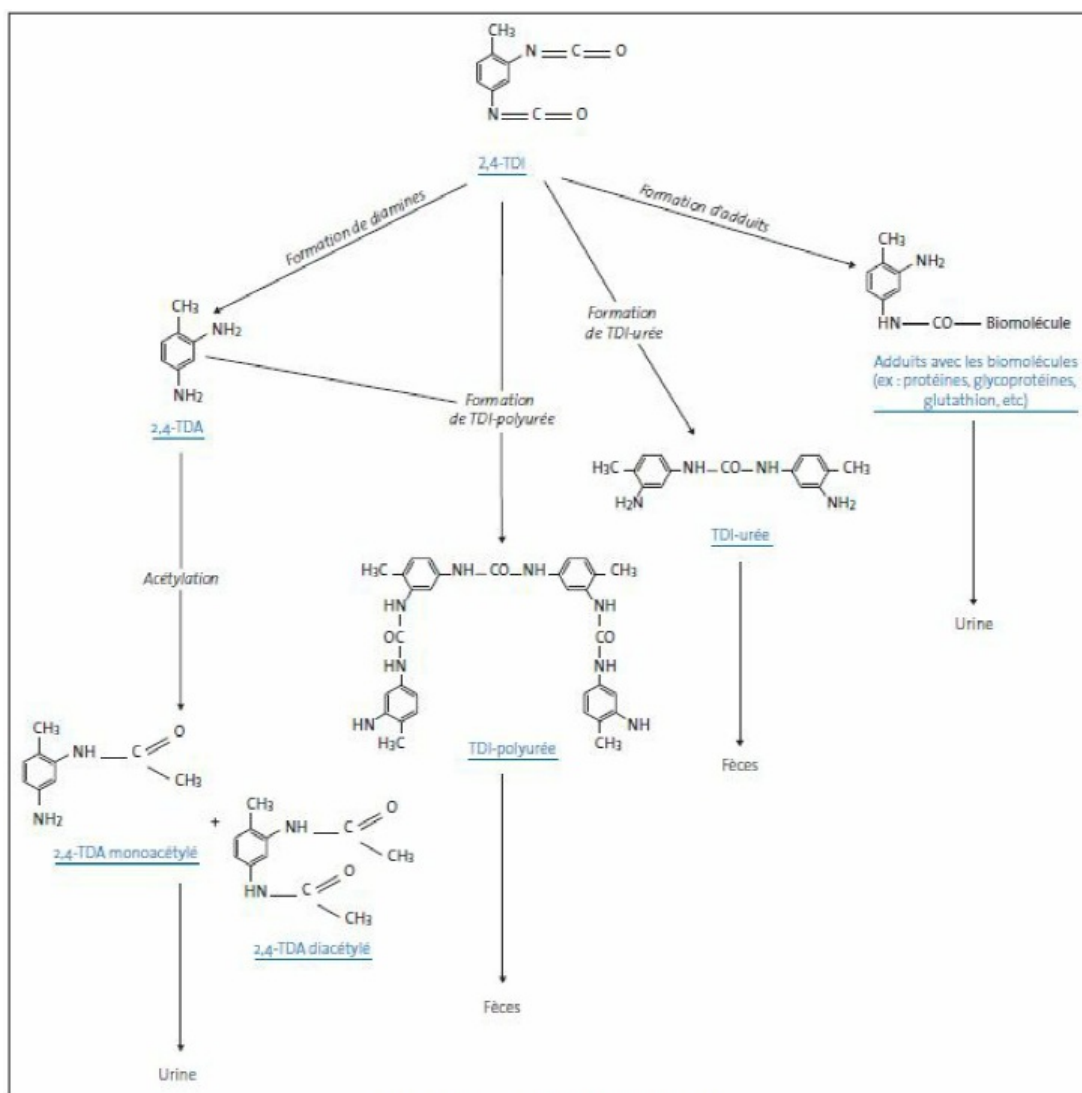 CH₃
N=C=O
N=C=O
2,4-TDI
Formation de diamines
Formation d'adduits
CH₃
NH₂
NH₂
2,4-TDA
Formation
de TDI-polyurée
Formation
de TDI-urée
CH₃
NH₂
HN—CO—Biomolécule
Adduits avec les biomolécules
(ex : protéines, glycoprotéines,
glutathion, etc)
H₃C
NH—CO—NH
CH₃
H₂N
NH₂
TDI-urée
Acétylation
H₃C
NH—CO—NH
CH₃
HN
NH
OC
CO
HN
NH
HN
NH
H₃C
CH₃
TDI-polyurée
Urine
Fèces
CH₃
NH—C=O
CH₃
NH₂
2,4-TDA monoacétylé
+
CH₃
NH—C=O
CH₃
HN—C=O
CH₃
2,4-TDA diacétylé
Fèces
Urine